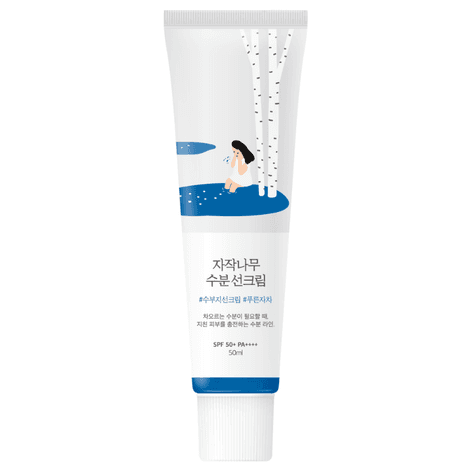 자작나무
수분 선크림
#수부지선크림 #푸른자차
차오르는 수분이 필요할 때,
지친 피부를 충전하는 수분 라인.
SPF 50+ PA++++
50ml